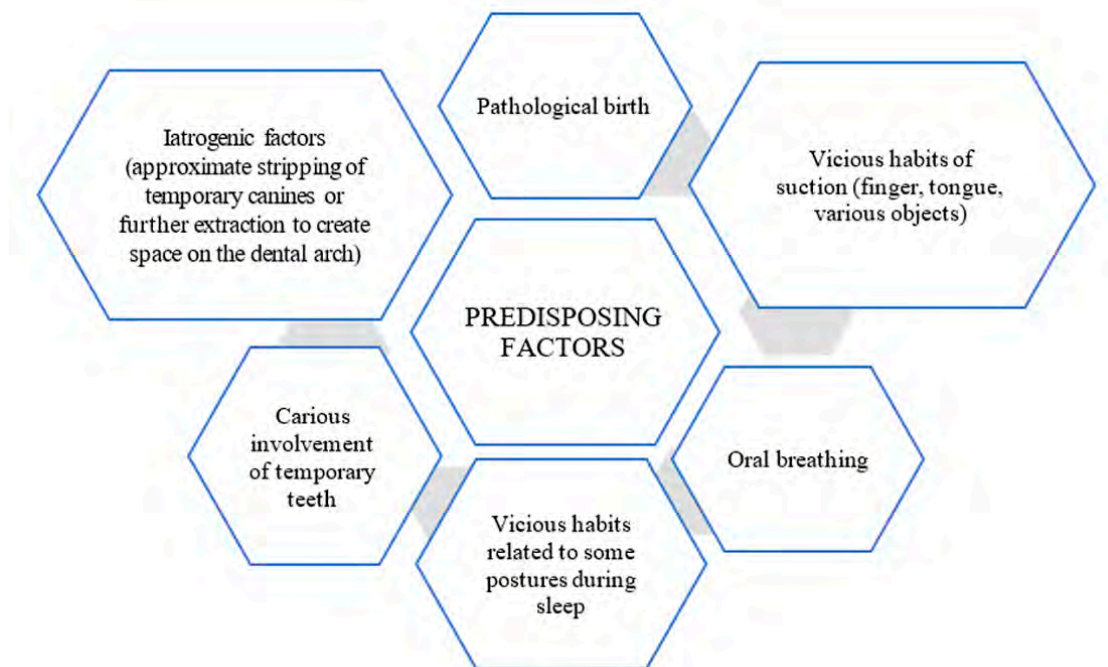 Pathological birth
Iatrogenic factors
(approximate stripping of
temporary canines or
further extraction to create
space on the dental arch)
Vicious habits of
suction (finger, tongue,
various objects)
PREDISPOSING
FACTORS
Carious
involvement
of temporary
teeth
Oral breathing
Vicious habits
related to some
postures during
sleep